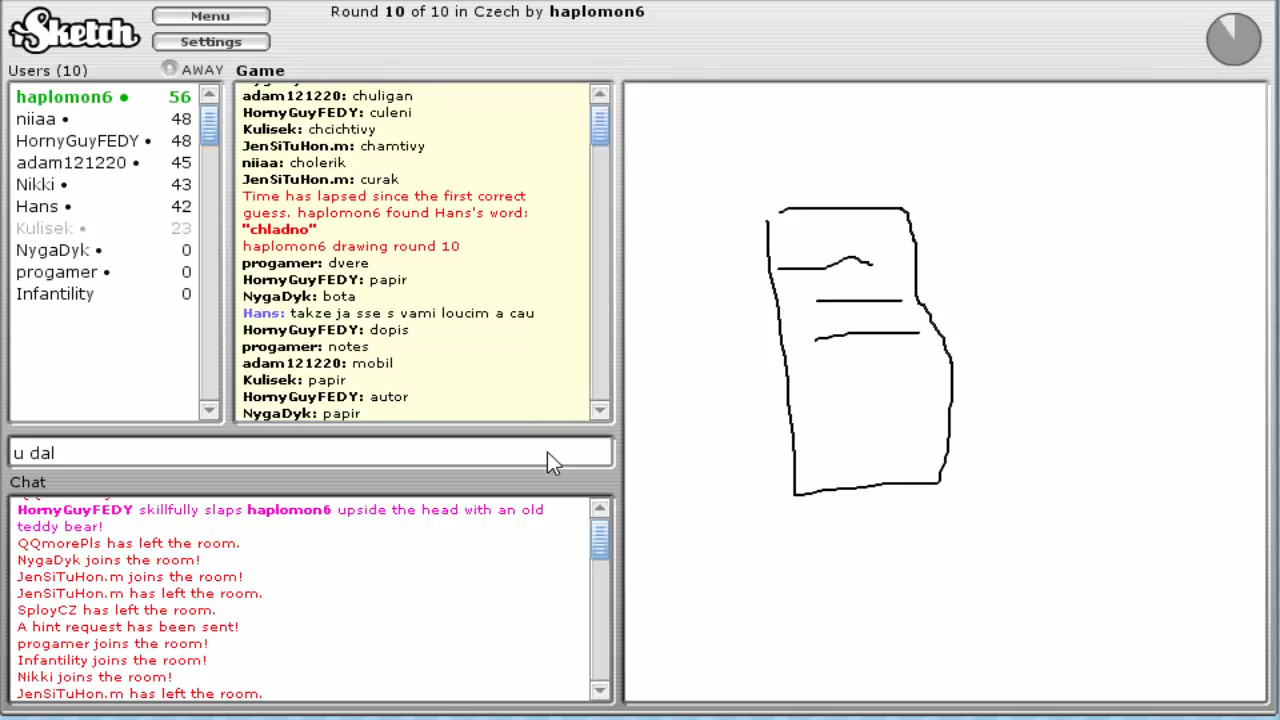 iSketch
Menu
Settings
Round 10 of 10 in Czech by haplomon6
Users (10)
AWAY
haplomon6 • 56
niiaa • 48
HornyGuyFEDY • 48
adam121220 • 45
Nikki • 43
Hans • 42
Kulisek • 23
NygaDyk • 0
progamer • 0
Infantility 0
Game
adam121220: chuligan
HornyGuyFEDY: culeni
Kulisek: chcichtivy
JenSiTuHon.m: chamtivy
niiaa: cholerik
JenSiTuHon.m: curak
Time has lapsed since the first correct
guess. haplomon6 found Hans's word:
"chladno"
haplomon6 drawing round 10
progamer: dvere
HornyGuyFEDY: papir
NygaDyk: bota
Hans: takze ja sse s vami loucim a cau
HornyGuyFEDY: dopis
progamer: notes
adam121220: mobil
Kulisek: papir
HornyGuyFEDY: autor
NygaDyk: papir
u dal
Chat
HornyGuyFEDY skillfully slaps haplomon6 upside the head with an old
teddy bear!
QQmorePls has left the room.
NygaDyk joins the room!
JenSiTuHon.m joins the room!
JenSiTuHon.m has left the room.
SployCZ has left the room.
A hint request has been sent!
progamer joins the room!
Infantility joins the room!
Nikki joins the room!
JenSiTuHon.m has left the room.